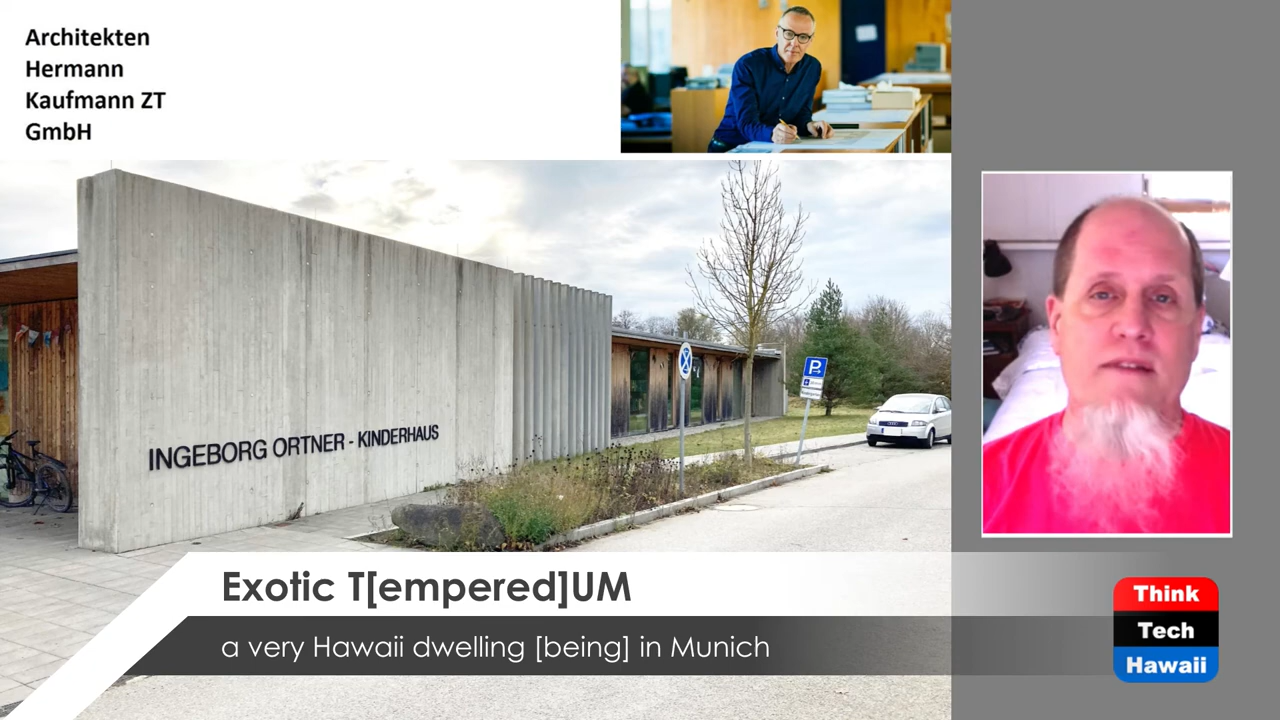 Architekten
Hermann
Kaufmann ZT
GmbH
INGEBORG ORTNER - KINDERHAUS
P
Exotic T[empered]UM
a very Hawaii dwelling [being] in Munich
Think
Tech
Hawaii